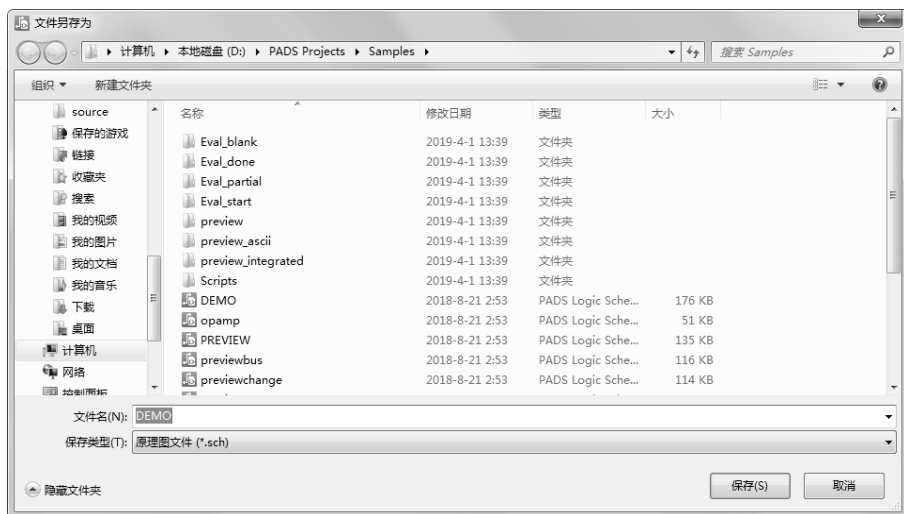 文件另存为
计算机 ▸ 本地磁盘 (D:) ▸ PADS Projects ▸ Samples ▸ 搜索 Samples
组织 新建文件夹
source
保存的游戏
链接
收藏夹
搜索
我的视频
我的图片
我的文档
我的音乐
下载
桌面
计算机
网络
控制面板
名称 修改日期 类型 大小
Eval_blank 2019-4-1 13:39 文件夹
Eval_done 2019-4-1 13:39 文件夹
Eval_partial 2019-4-1 13:39 文件夹
Eval_start 2019-4-1 13:39 文件夹
preview 2019-4-1 13:39 文件夹
preview_ascii 2019-4-1 13:39 文件夹
preview_integrated 2019-4-1 13:39 文件夹
Scripts 2019-4-1 13:39 文件夹
DEMO 2018-8-21 2:53 PADS Logic Sche... 176 KB
opamp 2018-8-21 2:53 PADS Logic Sche... 51 KB
PREVIEW 2018-8-21 2:53 PADS Logic Sche... 135 KB
previewbus 2018-8-21 2:53 PADS Logic Sche... 116 KB
previewchange 2018-8-21 2:53 PADS Logic Sche... 114 KB
文件名(N): DEMO
保存类型(T): 原理图文件 (*.sch)
隐藏文件夹 保存(S) 取消